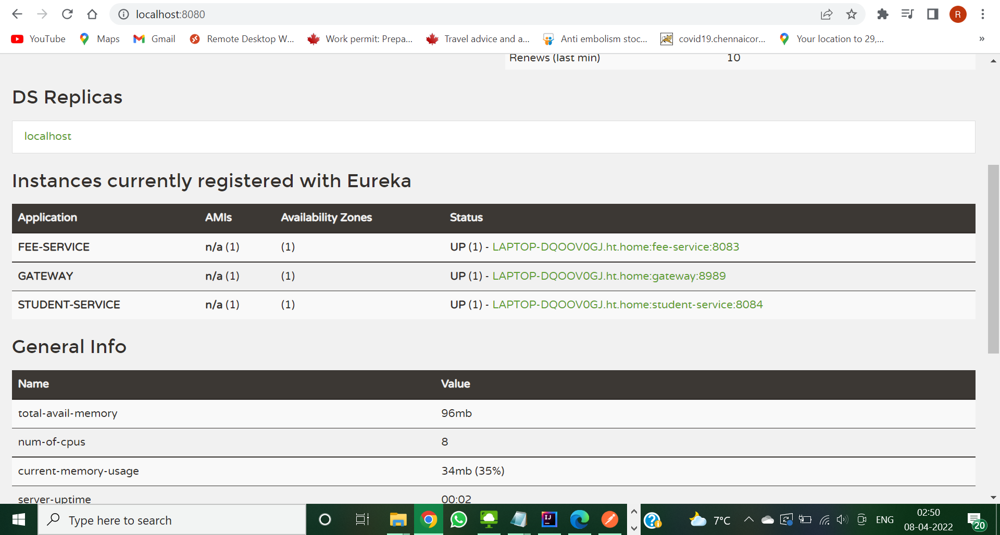 localhost:8080
R
YouTube Maps Gmail Remote Desktop W... Work permit: Prepa... Travel advice and a... Anti embolism stoc... covid19.chennaicor... Your location to 29,... »
Renews (last min) 10
DS Replicas
localhost
Instances currently registered with Eureka
Application AMIs Availability Zones Status
FEE-SERVICE n/a (1) (1) UP (1) - LAPTOP-DQOOV0GJ.ht.home:fee-service:8083
GATEWAY n/a (1) (1) UP (1) - LAPTOP-DQOOV0GJ.ht.home:gateway:8989
STUDENT-SERVICE n/a (1) (1) UP (1) - LAPTOP-DQOOV0GJ.ht.home:student-service:8084
General Info
Name Value
total-avail-memory 96mb
num-of-cpus 8
current-memory-usage 34mb (35%)
server-uptime 00:02
Type here to search
IJ
7°C
ENG
02:50
08-04-2022
20